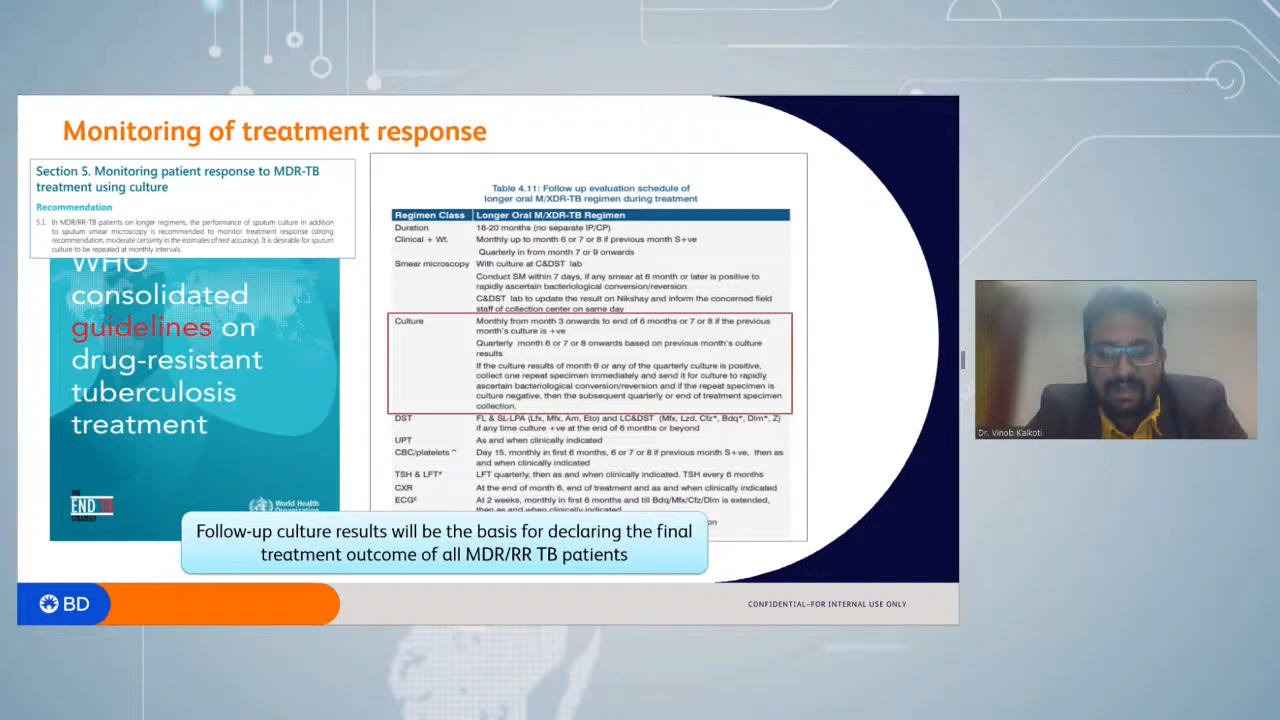 Monitoring of treatment response
Section 5. Monitoring patient response to MDR-TB
treatment using culture
Recommendation
5.1. In MDR/RR-TB patients on longer regimens, the performance of sputum culture in addition
to sputum smear microscopy is recommended to monitor treatment response (strong
recommendation, moderate certainty in the estimates of test accuracy). It is desirable for sputum
culture to be repeated at monthly intervals.
WHO
consolidated
guidelines on
drug-resistant
tuberculosis
treatment
THE
END TB
STRATEGY
World Health
Organization
Table 4.11: Follow up evaluation schedule of
longer oral M/XDR-TB regimen during treatment
Regimen Class Longer Oral M/XDR-TB Regimen
Duration 18-20 months (no separate IP/CP)
Clinical + Wt. Monthly up to month 6 or 7 or 8 if previous month S+ve
Quarterly in from month 7 or 9 onwards
Smear microscopy With culture at C&DST lab
Conduct SM within 7 days, if any smear at 6 month or later is positive to
rapidly ascertain bacteriological conversion/reversion
C&DST lab to update the result on Nikshay and inform the concerned field
staff of collection center on same day
Culture Monthly from month 3 onwards to end of 6 months or 7 or 8 if the previous
month's culture is +ve
Quarterly month 6 or 7 or 8 onwards based on previous month's culture
results
If the culture results of month 6 or any of the quarterly culture is positive,
collect one repeat specimen immediately and send it for culture to rapidly
ascertain bacteriological conversion/reversion and if the repeat specimen is
culture negative, then the subsequent quarterly or end of treatment specimen
collection.
DST FL & SL-LPA (Lfx, Mfx, Am, Eto) and LC&DST (Mfx, Lzd, Cfz*, Bdq*, Dlm*, Z)
if any time culture +ve at the end of 6 months or beyond
UPT As and when clinically indicated
CBC/platelets ^ Day 15, monthly in first 6 months, 6 or 7 or 8 if previous month S+ve, then as
and when clinically indicated
TSH & LFT# LFT quarterly, then as and when clinically indicated. TSH every 6 months
CXR At the end of month 6, end of treatment and as and when clinically indicated
ECG$ At 2 weeks, monthly in first 6 months and till Bdq/Mfx/Cfz/Dlm is extended,
then as and when clinically indicated
Follow-up culture results will be the basis for declaring the final
treatment outcome of all MDR/RR TB patients
BD
CONFIDENTIAL–FOR INTERNAL USE ONLY
Dr. Vinob Kalkoti